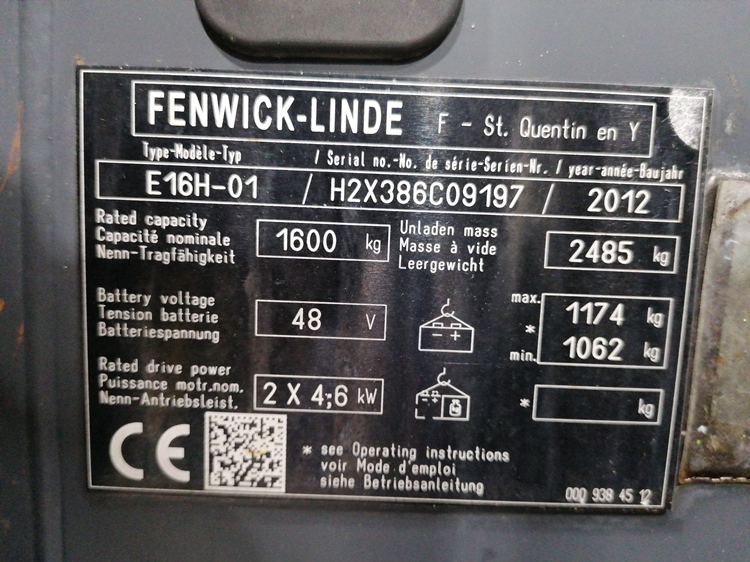 FENWICK-LINDE F - St. Quentin en Y
Type-Modèle-Typ / Serial no.-No. de série-Serien-Nr. / year-année-Baujahr
E16H-01 / H2X386C09197 / 2012
Rated capacity
Capacité nominale
Nenn-Tragfähigkeit
1600 kg
Unladen mass
Masse à vide
Leergewicht
2485 kg
Battery voltage
Tension batterie
Batteriespannung
48 V
- +
max. 1174 kg
*
min. 1062 kg
Rated drive power
Puissance motr.nom.
Nenn-Antriebsleist.
2 X 4;6 kW
* kg
CE
* see Operating instructions
voir Mode d'emploi
siehe Betriebsanleitung
000 938 45 12